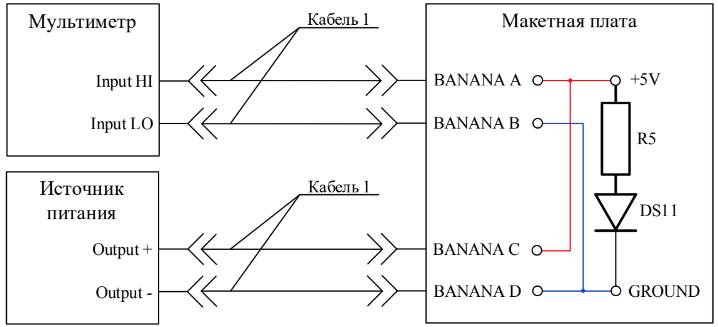 Мультиметр
Кабель 1
Макетная плата
Input HI
BANANA A
+5V
Input LO
BANANA B
R5
Источник
питания
Кабель 1
DS11
Output +
BANANA C
Output -
BANANA D
GROUND